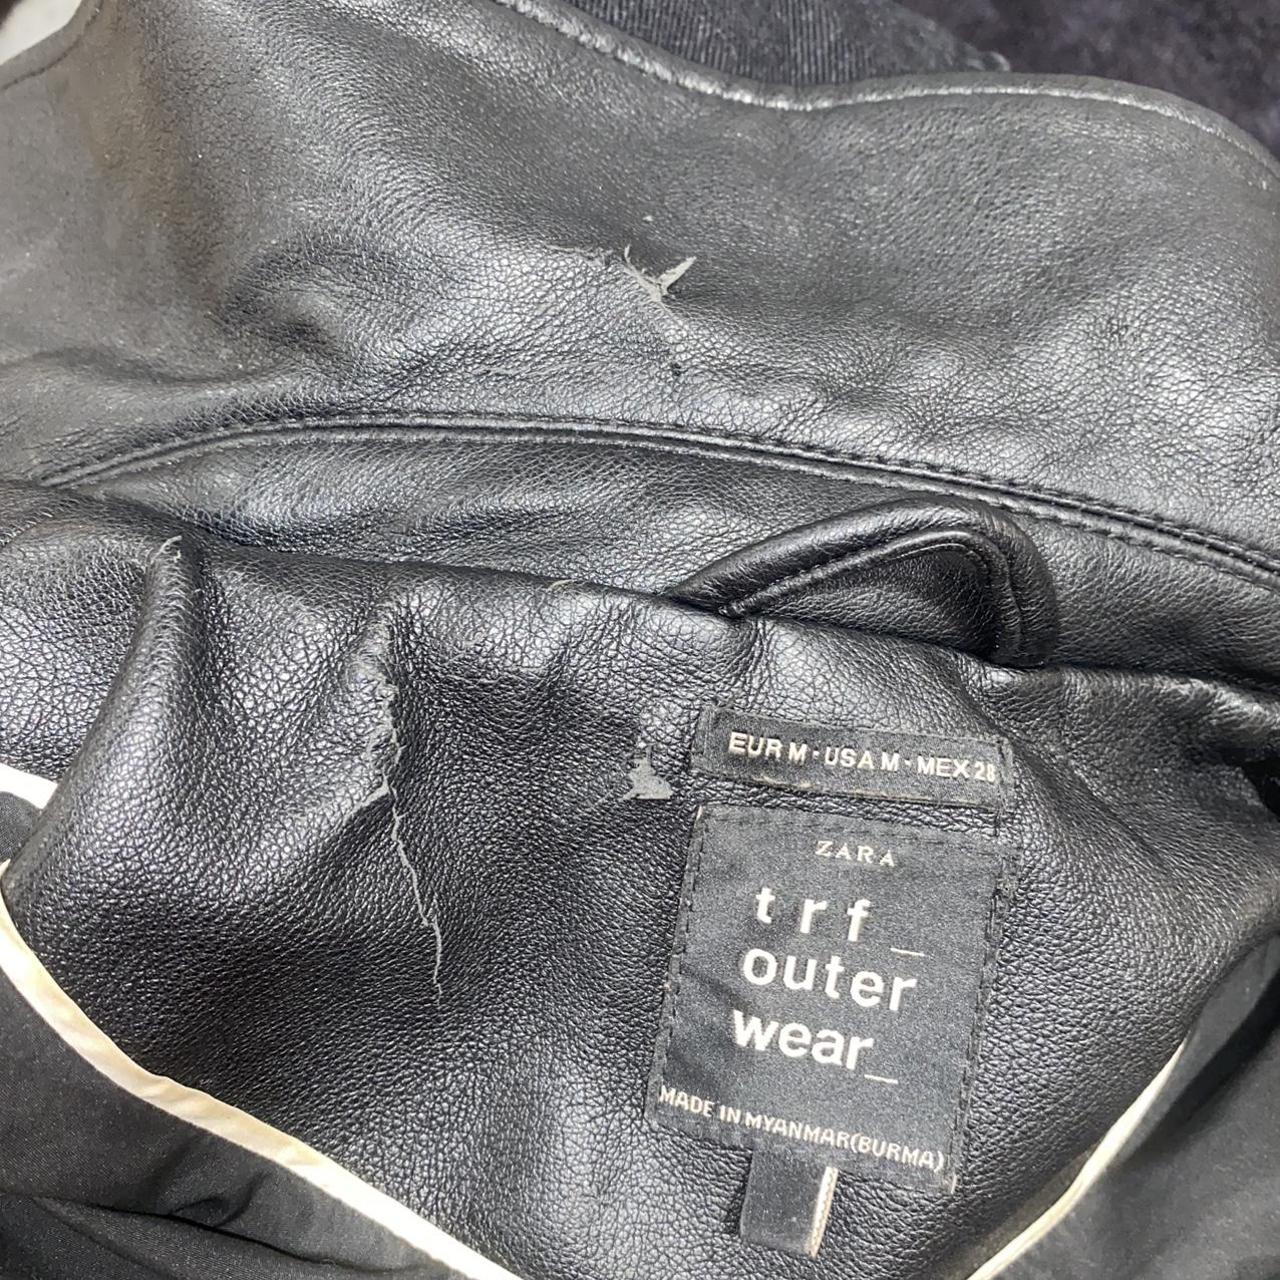 EUR M · USA M · MEX 28
ZARA
trf_
outer
wear_
MADE IN MYANMAR(BURMA)